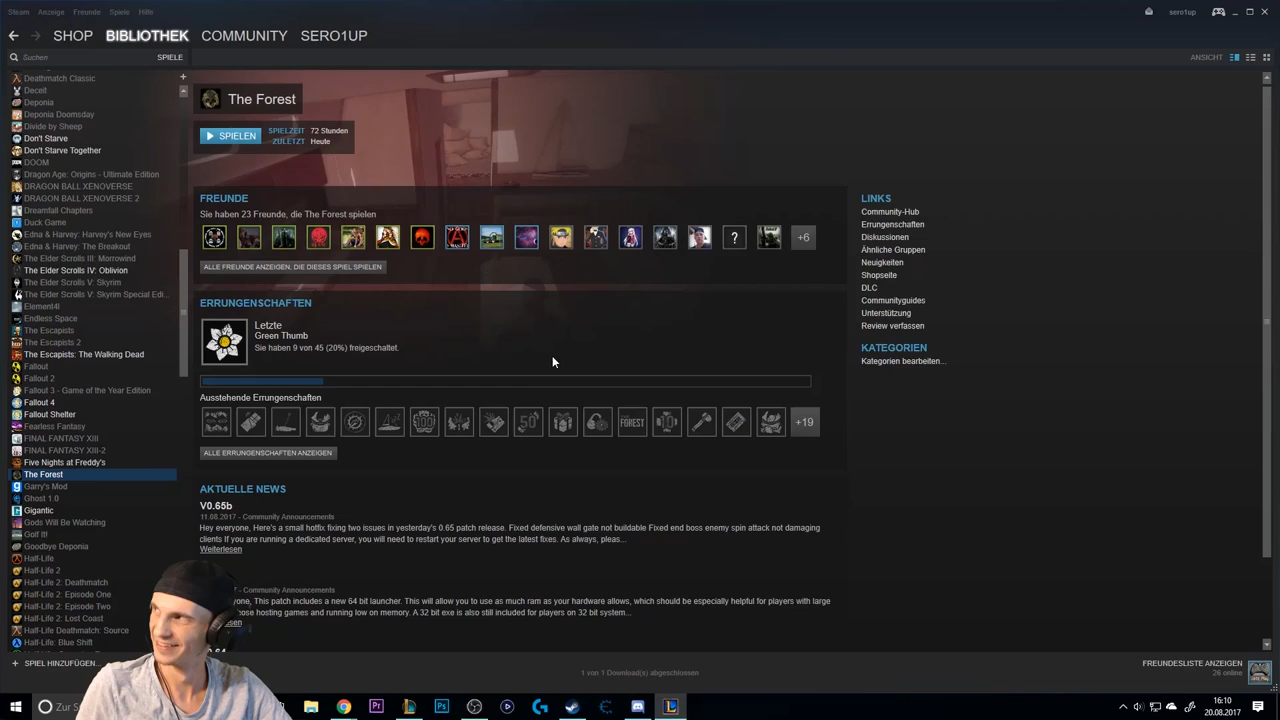 Steam Anzeige Freunde Spiele Hilfe
sero1up
SHOP BIBLIOTHEK COMMUNITY SERO1UP
Suchen SPIELE
ANSICHT
Deathmatch Classic
Deceit
Deponia
Deponia Doomsday
Divide by Sheep
Don't Starve
Don't Starve Together
DOOM
Dragon Age: Origins - Ultimate Edition
DRAGON BALL XENOVERSE
DRAGON BALL XENOVERSE 2
Dreamfall Chapters
Duck Game
Edna & Harvey: Harvey's New Eyes
Edna & Harvey: The Breakout
The Elder Scrolls III: Morrowind
The Elder Scrolls IV: Oblivion
The Elder Scrolls V: Skyrim
The Elder Scrolls V: Skyrim Special Edi...
Element4l
Endless Space
The Escapists
The Escapists 2
The Escapists: The Walking Dead
Fallout
Fallout 2
Fallout 3 - Game of the Year Edition
Fallout 4
Fallout Shelter
Fearless Fantasy
FINAL FANTASY XIII
FINAL FANTASY XIII-2
Five Nights at Freddy's
The Forest
Garry's Mod
Ghost 1.0
Gigantic
Gods Will Be Watching
Golf It!
Goodbye Deponia
Half-Life
Half-Life 2
Half-Life 2: Deathmatch
Half-Life 2: Episode One
Half-Life 2: Episode Two
Half-Life 2: Lost Coast
Half-Life Deathmatch: Source
Half-Life: Blue Shift
+ SPIEL HINZUFÜGEN...
The Forest
SPIELEN
SPIELZEIT 72 Stunden
ZULETZT Heute
FREUNDE
Sie haben 23 Freunde, die The Forest spielen
?
+6
ALLE FREUNDE ANZEIGEN, DIE DIESES SPIEL SPIELEN
ERRUNGENSCHAFTEN
Letzte
Green Thumb
Sie haben 9 von 45 (20%) freigeschaltet.
Ausstehende Errungenschaften
100
50
FOREST
10
+19
ALLE ERRUNGENSCHAFTEN ANZEIGEN
AKTUELLE NEWS
V0.65b
11.08.2017 - Community Announcements
Hey everyone, Here's a small hotfix fixing two issues in yesterday's 0.65 patch release. Fixed defensive wall gate not buildable Fixed end boss enemy spin attack not damaging
clients If you are running a dedicated server, you will need to restart your server to get the latest fixes. As always, pleas...
Weiterlesen
- Community Announcements
This patch includes a new 64 bit launcher. This will allow you to use as much ram as your hardware allows, which should be especially helpful for players with large
hosting games and running low on memory. A 32 bit exe is also still included for players on 32 bit system...
LINKS
Community-Hub
Errungenschaften
Diskussionen
Ähnliche Gruppen
Neuigkeiten
Shopseite
DLC
Communityguides
Unterstützung
Review verfassen
KATEGORIEN
Kategorien bearbeiten...
1 von 1 Download(s) abgeschlossen
FREUNDESLISTE ANZEIGEN
26 online
Zur S
Pr
Ps
16:10
20.08.2017